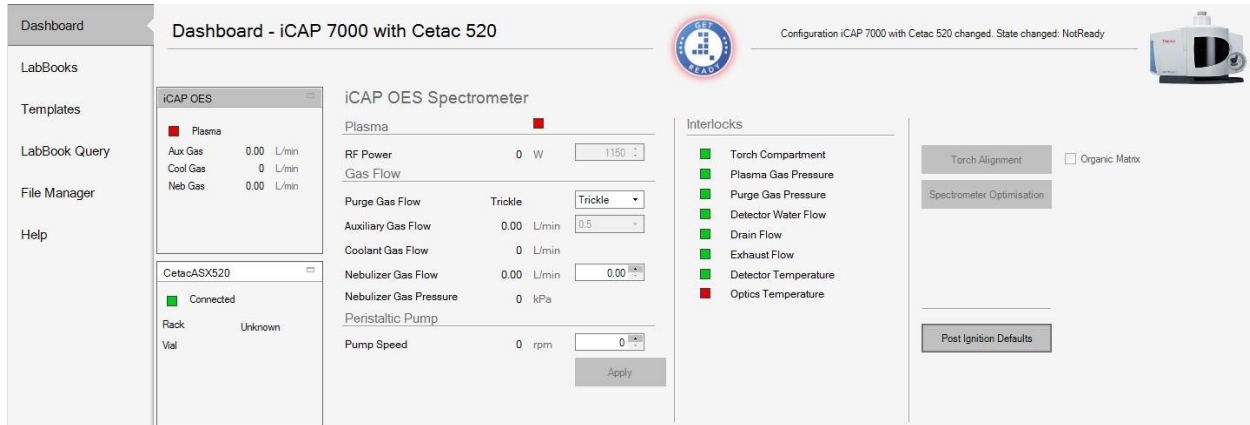 Dashboard
LabBooks
Templates
LabBook Query
File Manager
Help
Dashboard - iCAP 7000 with Cetac 520
GET READY
Configuration iCAP 7000 with Cetac 520 changed. State changed: NotReady
iCAP OES
Plasma
Aux Gas 0.00 L/min
Cool Gas 0 L/min
Neb Gas 0.00 L/min
CetacASX520
Connected
Rack Unknown
Vial
iCAP OES Spectrometer
Plasma
RF Power 0 W 1150
Gas Flow
Purge Gas Flow Trickle Trickle
Auxiliary Gas Flow 0.00 L/min 0.5
Coolant Gas Flow 0 L/min
Nebulizer Gas Flow 0.00 L/min 0.00
Nebulizer Gas Pressure 0 kPa
Peristaltic Pump
Pump Speed 0 rpm 0
Apply
Interlocks
Torch Compartment
Plasma Gas Pressure
Purge Gas Pressure
Detector Water Flow
Drain Flow
Exhaust Flow
Detector Temperature
Optics Temperature
Torch Alignment Organic Matrix
Spectrometer Optimisation
Post Ignition Defaults